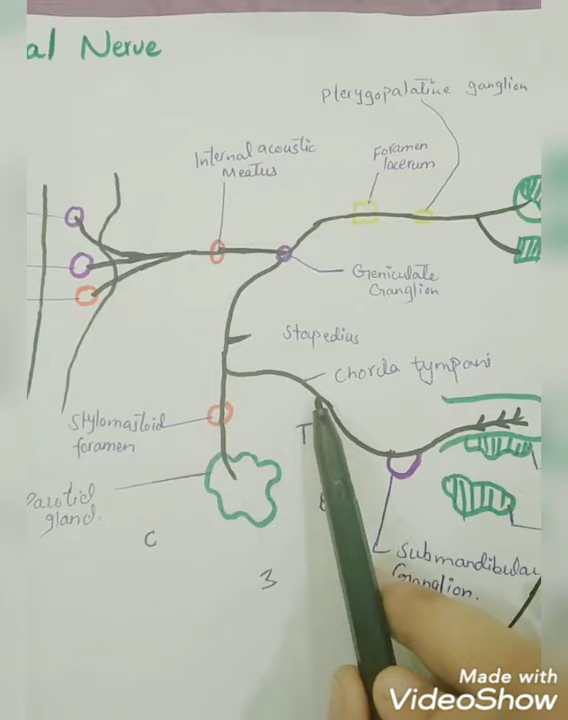 al Nerve
Pterygopalatine ganglion
Internal acoustic
Meatus
Foramen
lacerum
Geniculate
Ganglion
Stapedius
Chorda tympani
Stylomastoid
foramen
Parotid
gland.
T
C
3
Submandibular
Ganglion.
Made with
VideoShow